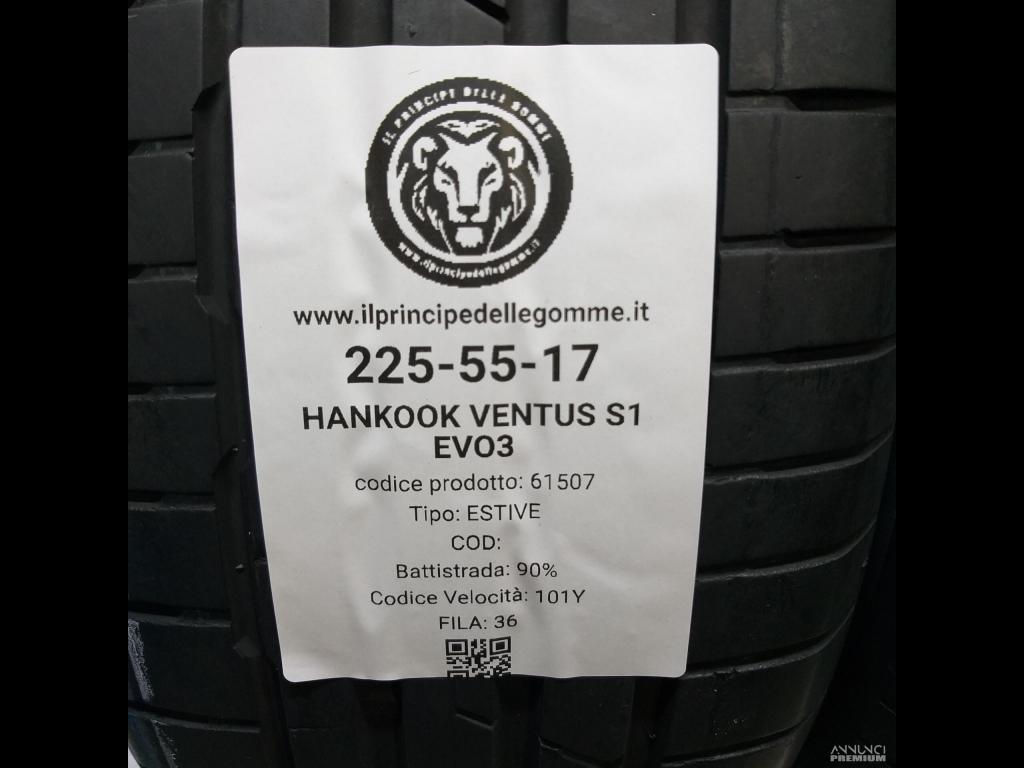 IL PRINCIPE DELLE GOMME
www.ilprincipedellegomme.it
www.ilprincipedellegomme.it
225-55-17
HANKOOK VENTUS S1
EVO3
codice prodotto: 61507
Tipo: ESTIVE
COD:
Battistrada: 90%
Codice Velocità: 101Y
FILA: 36
ANNUNCI
PREMIUM